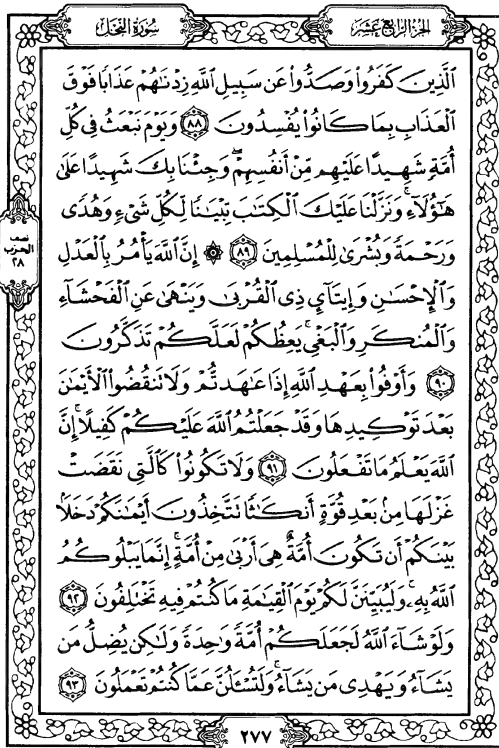 الجزء الرابع عشر
سورة النحل
ٱلَّذِينَ كَفَرُوا۟ وَصَدُّوا۟ عَن سَبِيلِ ٱللَّهِ زِدْنَٰهُمْ عَذَابًا فَوْقَ
ٱلْعَذَابِ بِمَا كَانُوا۟ يُفْسِدُونَ ٨٨ وَيَوْمَ نَبْعَثُ فِى كُلِّ
أُمَّةٍ شَهِيدًا عَلَيْهِم مِّنْ أَنفُسِهِمْ ۖ وَجِئْنَا بِكَ شَهِيدًا عَلَىٰ
هَٰٓؤُلَآءِ ۚ وَنَزَّلْنَا عَلَيْكَ ٱلْكِتَٰبَ تِبْيَٰنًا لِّكُلِّ شَىْءٍ وَهُدًى
وَرَحْمَةً وَبُشْرَىٰ لِلْمُسْلِمِينَ ٨٩ ۞ إِنَّ ٱللَّهَ يَأْمُرُ بِٱلْعَدْلِ
وَٱلْإِحْسَٰنِ وَإِيتَآئِ ذِى ٱلْقُرْبَىٰ وَيَنْهَىٰ عَنِ ٱلْفَحْشَآءِ
وَٱلْمُنكَرِ وَٱلْبَغْىِ ۚ يَعِظُكُمْ لَعَلَّكُمْ تَذَكَّرُونَ
٩٠ وَأَوْفُوا۟ بِعَهْدِ ٱللَّهِ إِذَا عَٰهَدتُّمْ وَلَا تَنقُضُوا۟ ٱلْأَيْمَٰنَ
بَعْدَ تَوْكِيدِهَا وَقَدْ جَعَلْتُمُ ٱللَّهَ عَلَيْكُمْ كَفِيلًا ۚ إِنَّ
ٱللَّهَ يَعْلَمُ مَا تَفْعَلُونَ ٩١ وَلَا تَكُونُوا۟ كَٱلَّتِى نَقَضَتْ
غَزْلَهَا مِنۢ بَعْدِ قُوَّةٍ أَنكَٰثًا تَتَّخِذُونَ أَيْمَٰنَكُمْ دَخَلًۢا
بَيْنَكُمْ أَن تَكُونَ أُمَّةٌ هِىَ أَرْبَىٰ مِنْ أُمَّةٍ ۚ إِنَّمَا يَبْلُوكُمُ
ٱللَّهُ بِهِۦ ۚ وَلَيُبَيِّنَنَّ لَكُمْ يَوْمَ ٱلْقِيَٰمَةِ مَا كُنتُمْ فِيهِ تَخْتَلِفُونَ ٩٢
وَلَوْ شَآءَ ٱللَّهُ لَجَعَلَكُمْ أُمَّةً وَٰحِدَةً وَلَٰكِن يُضِلُّ مَن
يَشَآءُ وَيَهْدِى مَن يَشَآءُ ۚ وَلَتُسْـَٔلُنَّ عَمَّا كُنتُمْ تَعْمَلُونَ ٩٣
نصف
الحزب
٢٨
٢٧٧